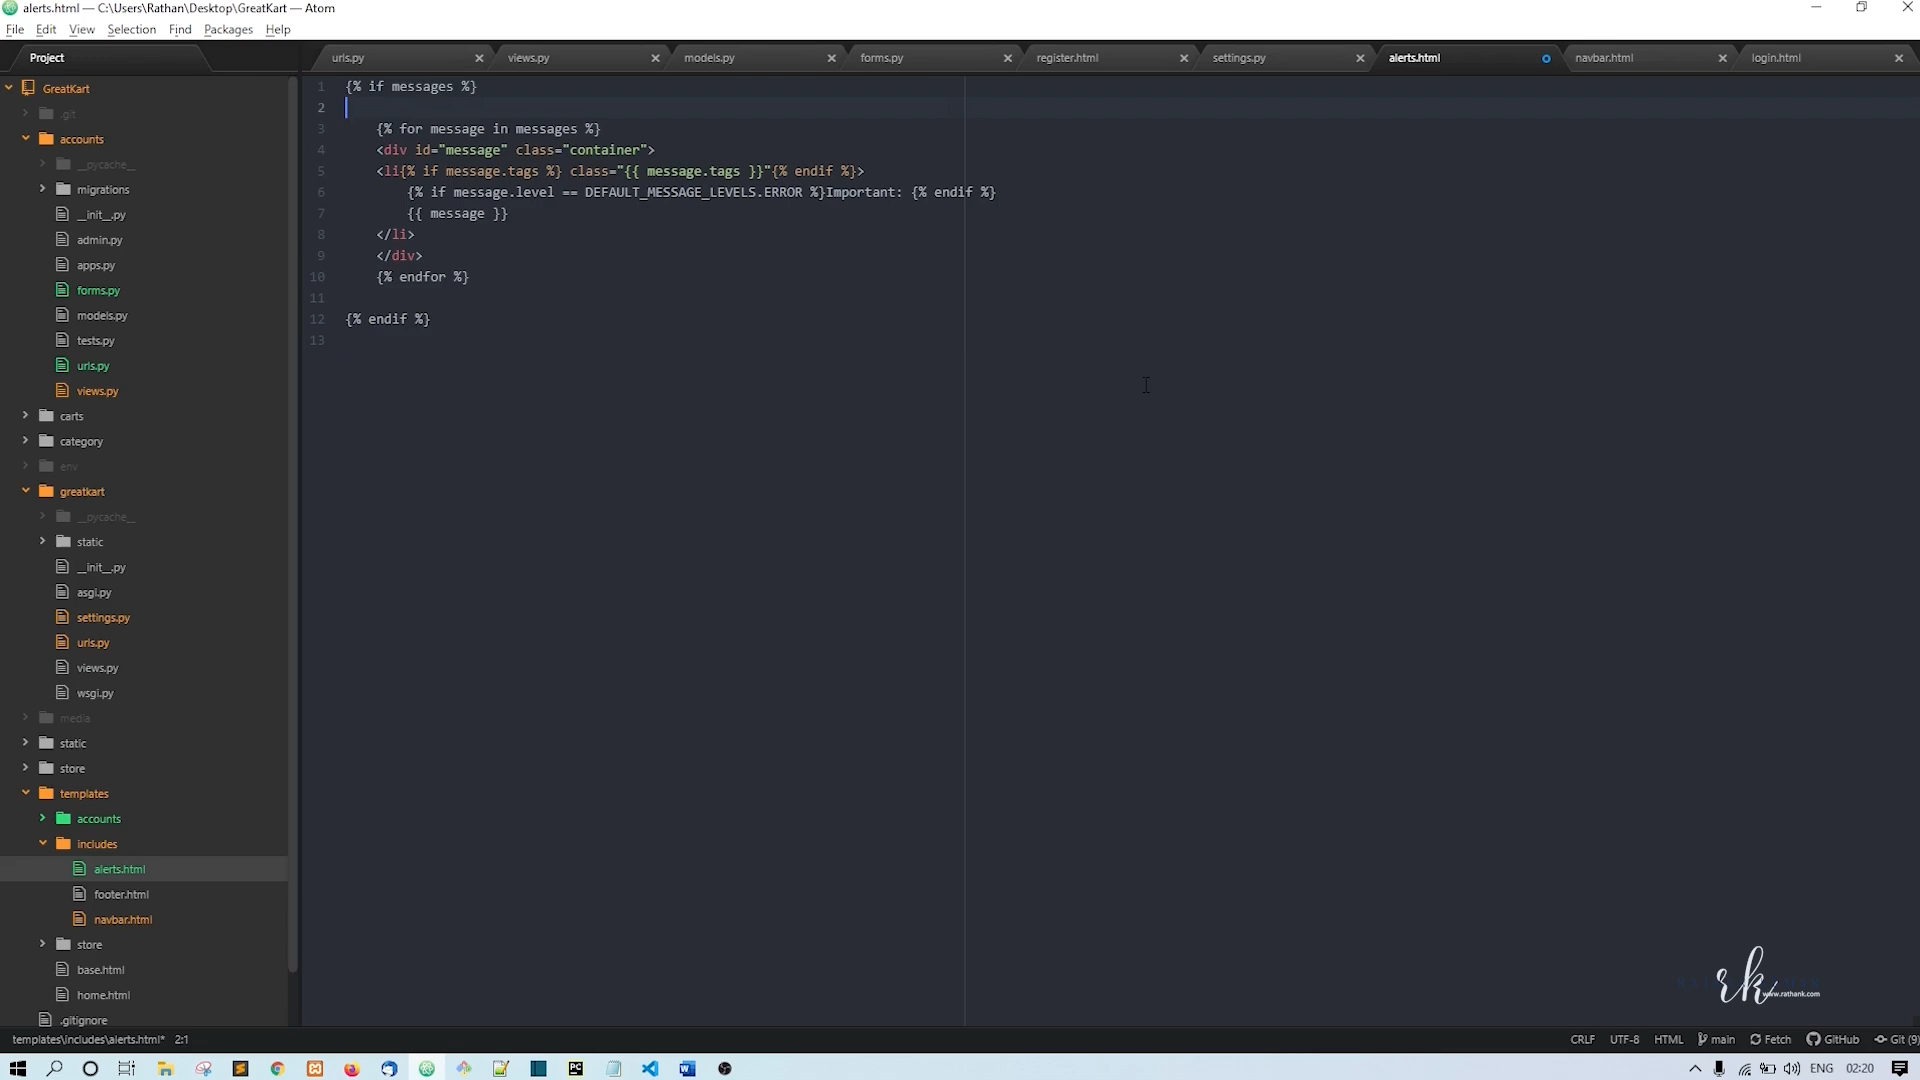 alerts.html — C:\Users\Rathan\Desktop\GreatKart — Atom
File Edit View Selection Find Packages Help
Project
urls.py views.py models.py forms.py register.html settings.py alerts.html navbar.html login.html
GreatKart
.git
accounts
__pycache__
migrations
__init__.py
admin.py
apps.py
forms.py
models.py
tests.py
urls.py
views.py
carts
category
env
greatkart
__pycache__
static
__init__.py
asgi.py
settings.py
urls.py
views.py
wsgi.py
media
static
store
templates
accounts
includes
alerts.html
footer.html
navbar.html
store
base.html
home.html
.gitignore
1 {% if messages %}
2
3 {% for message in messages %}
4 <div id="message" class="container">
5 <li{% if message.tags %} class="{{ message.tags }}"{% endif %}>
6 {% if message.level == DEFAULT_MESSAGE_LEVELS.ERROR %}Important: {% endif %}
7 {{ message }}
8 </li>
9 </div>
10 {% endfor %}
11
12 {% endif %}
13
rk
www.rathank.com
templates\includes\alerts.html* 2:1
CRLF UTF-8 HTML main Fetch GitHub Git (9)
ENG 02:20